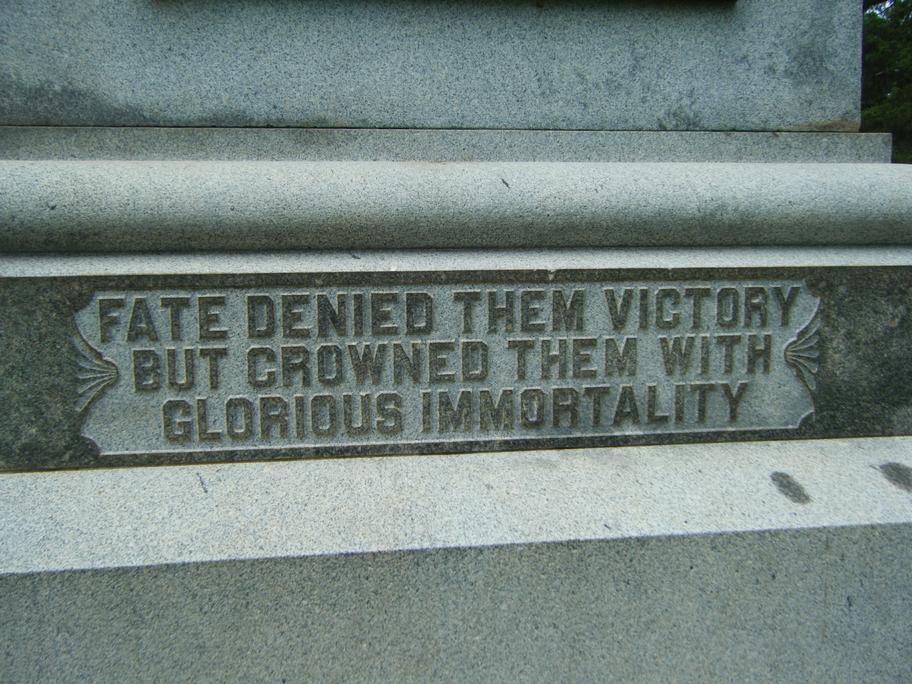 FATE DENIED THEM VICTORY
BUT CROWNED THEM WITH
GLORIOUS IMMORTALITY